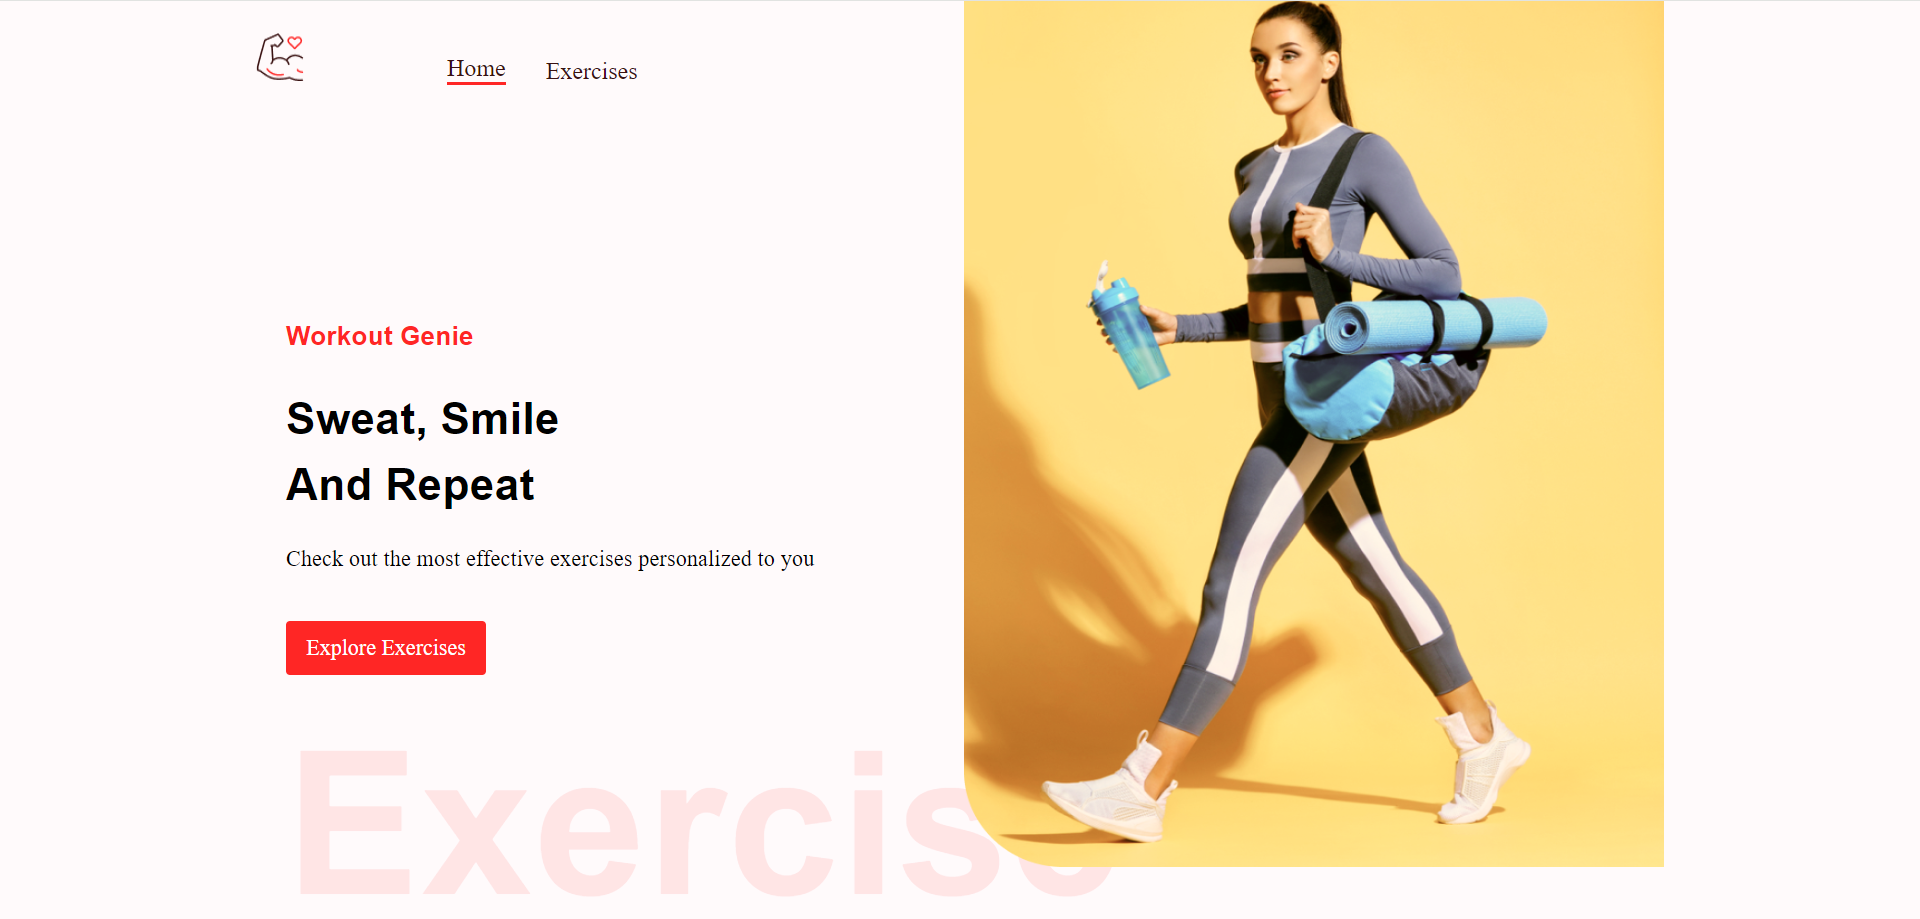 Home Exercises
Workout Genie
Sweat, Smile
And Repeat
Check out the most effective exercises personalized to you
Explore Exercises
Exercise